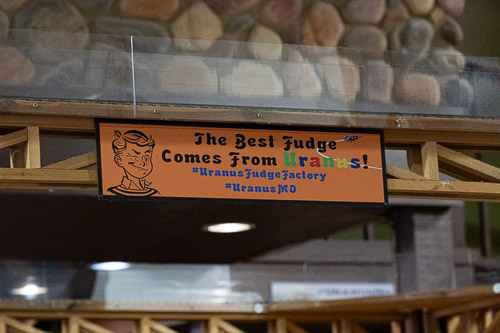 The Best Fudge
Comes From Uranus!
#UranusFudgeFactory
#UranusMO